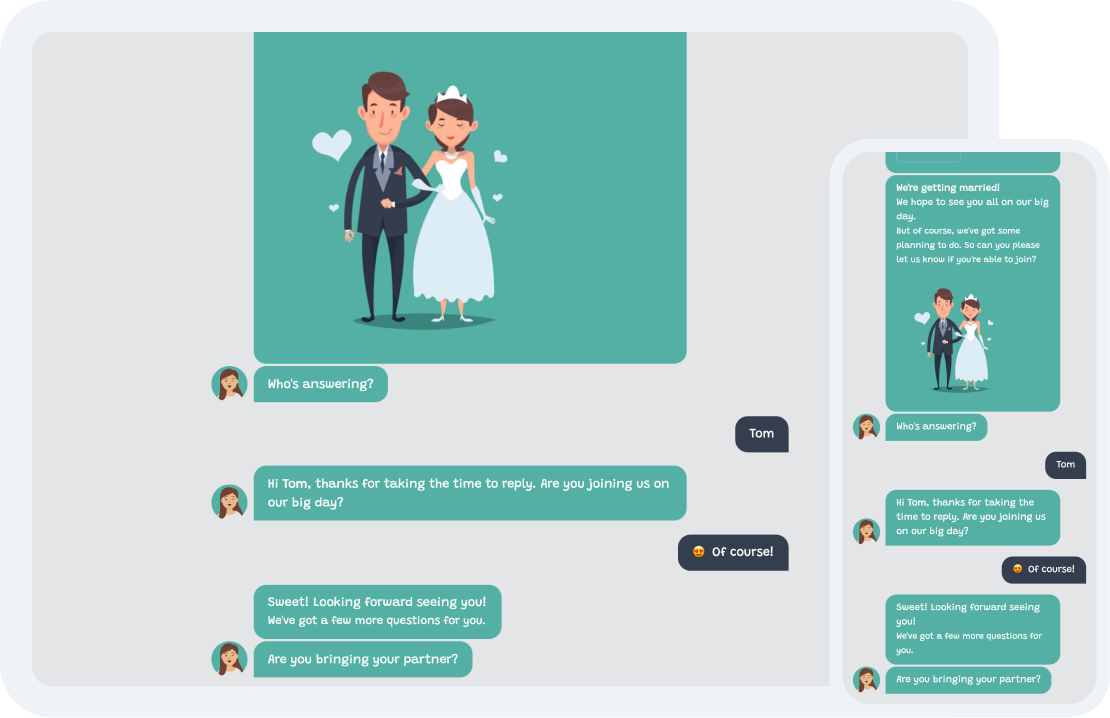 Who's answering?
Tom
Hi Tom, thanks for taking the time to reply. Are you joining us on
our big day?
😍 Of course!
Sweet! Looking forward seeing you!
We've got a few more questions for you.
Are you bringing your partner?
We're getting married!
We hope to see you all on our big
day.
But of course, we've got some
planning to do. So can you please
let us know if you're able to join?
Who's answering?
Tom
Hi Tom, thanks for taking the
time to reply. Are you joining us
on our big day?
😍 Of course!
Sweet! Looking forward seeing
you!
We've got a few more questions for
you.
Are you bringing your partner?